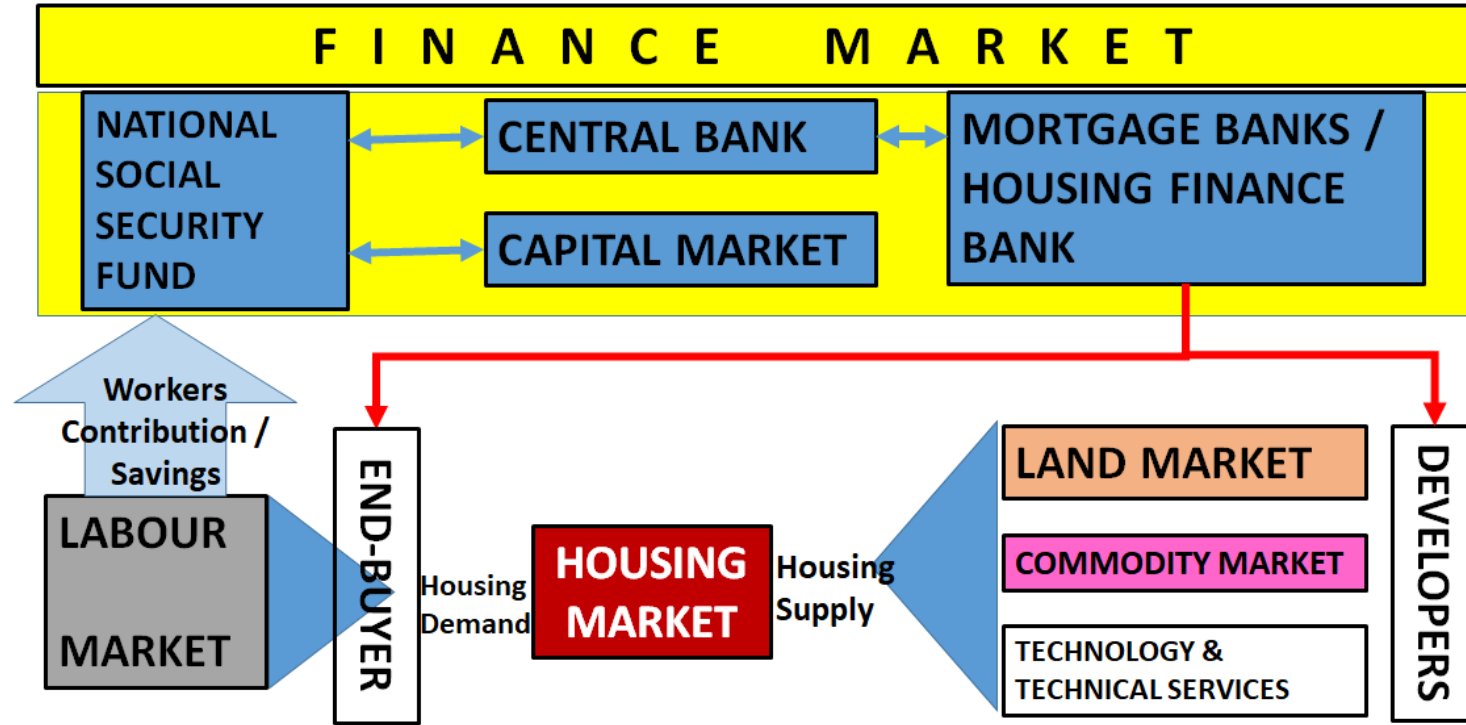 FINANCE MARKET
NATIONAL
SOCIAL
SECURITY
FUND
CENTRAL BANK
CAPITAL MARKET
MORTGAGE BANKS /
HOUSING FINANCE
BANK
Workers
Contribution /
Savings
LABOUR
MARKET
END-BUYER
Housing
Demand
HOUSING
MARKET
Housing
Supply
LAND MARKET
COMMODITY MARKET
TECHNOLOGY &
TECHNICAL SERVICES
DEVELOPERS